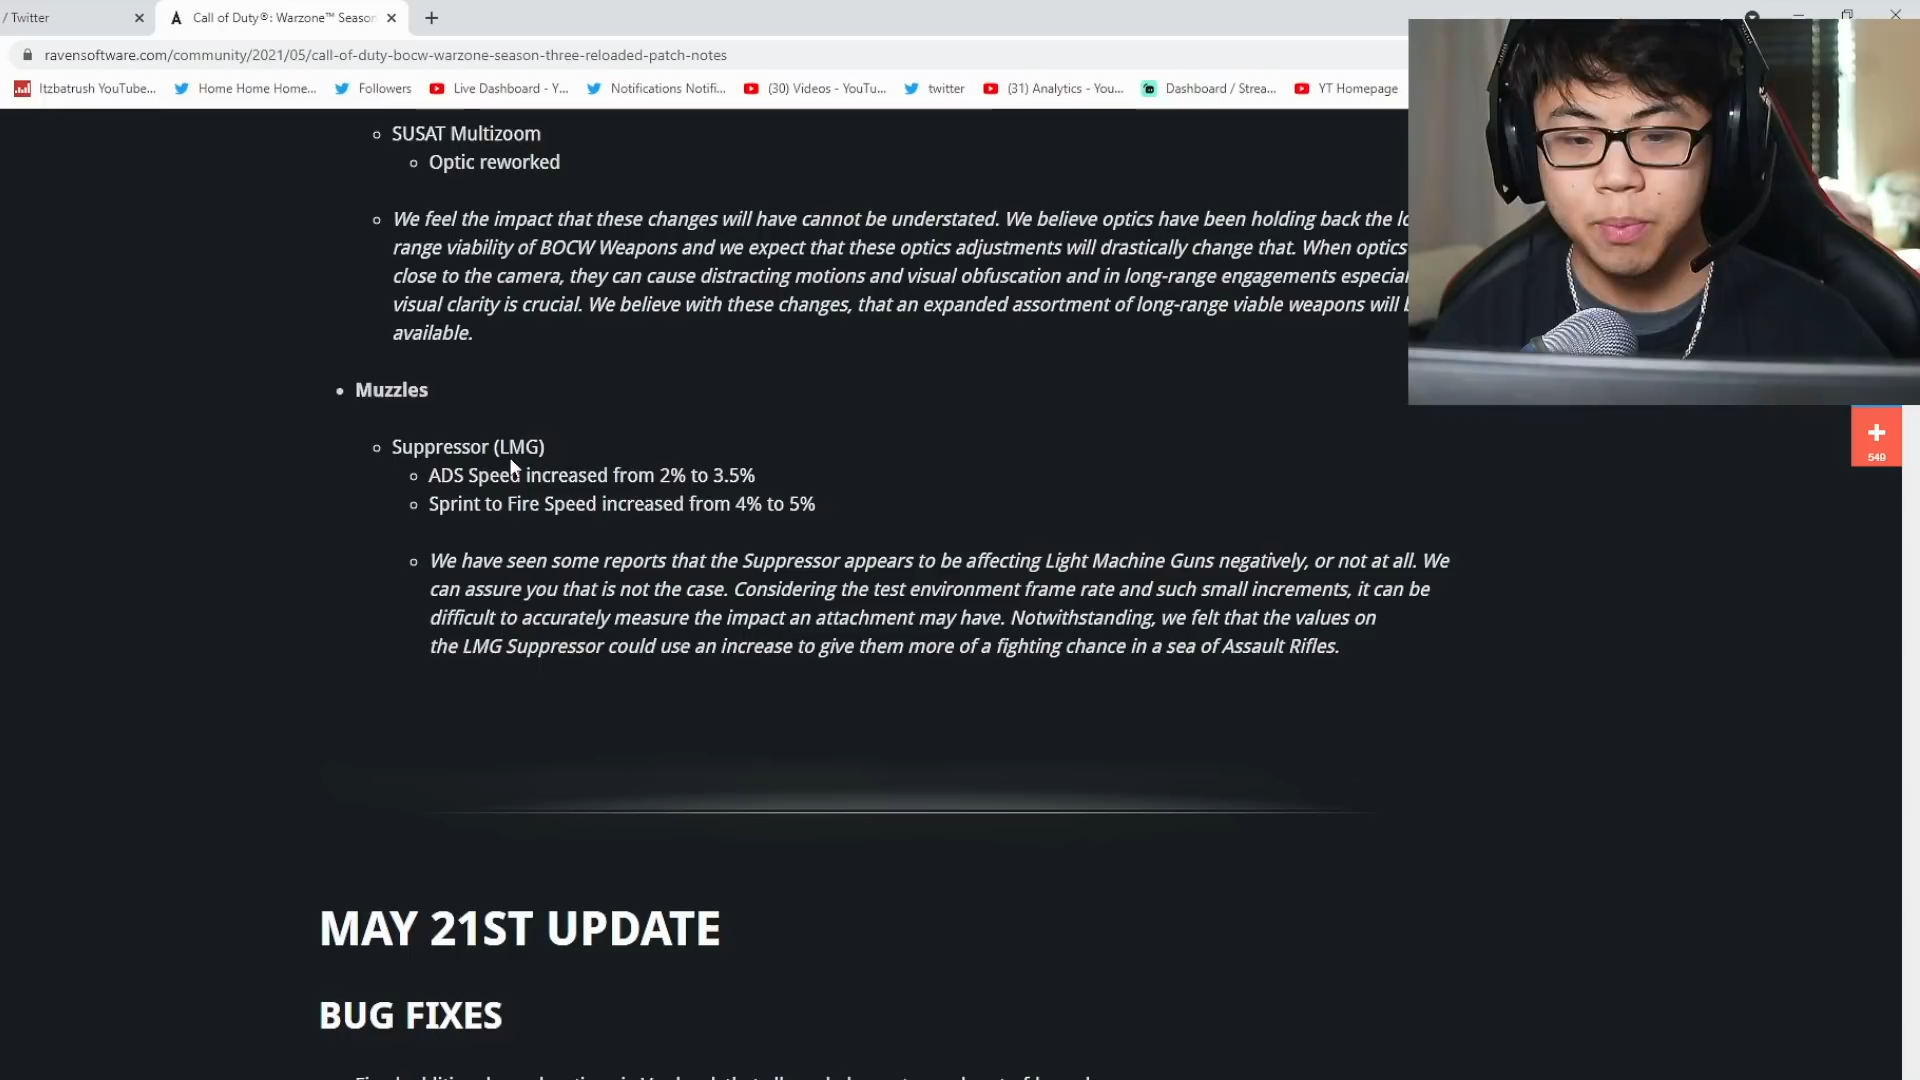 / Twitter
Call of Duty®: Warzone™ Season
ravensoftware.com/community/2021/05/call-of-duty-bocw-warzone-season-three-reloaded-patch-notes
Itzbatrush YouTube... Home Home Home... Followers Live Dashboard - Y... Notifications Notifi... (30) Videos - YouTu... twitter (31) Analytics - You... Dashboard / Strea... YT Homepage
SUSAT Multizoom
Optic reworked
We feel the impact that these changes will have cannot be understated. We believe optics have been holding back the lo
range viability of BOCW Weapons and we expect that these optics adjustments will drastically change that. When optics
close to the camera, they can cause distracting motions and visual obfuscation and in long-range engagements especial
visual clarity is crucial. We believe with these changes, that an expanded assortment of long-range viable weapons will b
available.
Muzzles
Suppressor (LMG)
ADS Speed increased from 2% to 3.5%
Sprint to Fire Speed increased from 4% to 5%
We have seen some reports that the Suppressor appears to be affecting Light Machine Guns negatively, or not at all. We
can assure you that is not the case. Considering the test environment frame rate and such small increments, it can be
difficult to accurately measure the impact an attachment may have. Notwithstanding, we felt that the values on
the LMG Suppressor could use an increase to give them more of a fighting chance in a sea of Assault Rifles.
549
MAY 21ST UPDATE
BUG FIXES